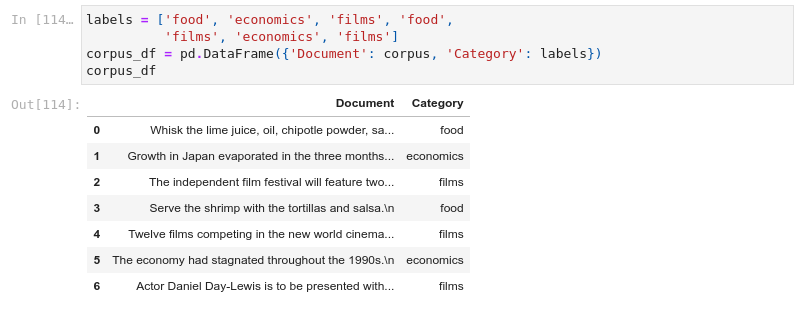 In [114… labels = ['food', 'economics', 'films', 'food',
'films', 'economics', 'films']
corpus_df = pd.DataFrame({'Document': corpus, 'Category': labels})
corpus_df
Out[114]:
Document Category
0 Whisk the lime juice, oil, chipotle powder, sa... food
1 Growth in Japan evaporated in the three months... economics
2 The independent film festival will feature two... films
3 Serve the shrimp with the tortillas and salsa.\n food
4 Twelve films competing in the new world cinema... films
5 The economy had stagnated throughout the 1990s.\n economics
6 Actor Daniel Day-Lewis is to be presented with... films